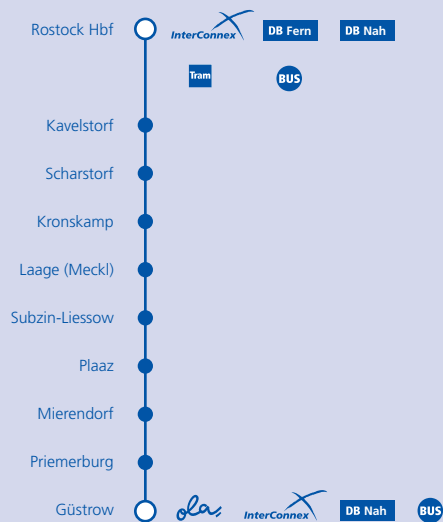 Rostock Hbf InterConnex DB Fern DB Nah
Tram BUS
Kavelstorf
Scharstorf
Kronskamp
Laage (Meckl)
Subzin-Liessow
Plaaz
Mierendorf
Priemerburg
Güstrow ola InterConnex DB Nah BUS